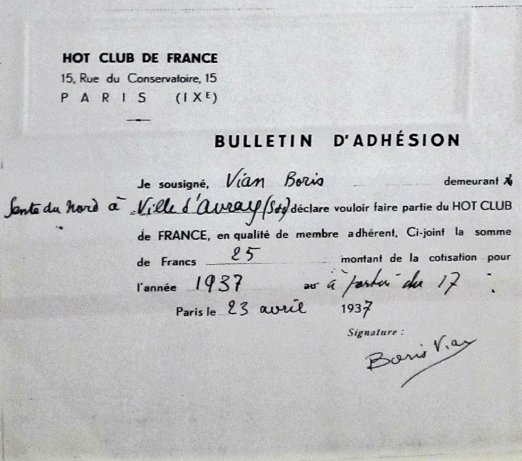 HOT CLUB DE FRANCE
15, Rue du Conservatoire, 15
PARIS (IXE)
BULLETIN D'ADHÉSION
Je sousigné, Vian Boris demeurant
Sente du Nord à Ville d'Avray (S&O) déclare vouloir faire partie du HOT CLUB
de FRANCE, en qualité de membre adhérent, Ci-joint la somme
de Francs 25 montant de la cotisation pour
l'année 1937 au à partir du 17
Paris le 23 avril 1937
Signature :
Boris Vian